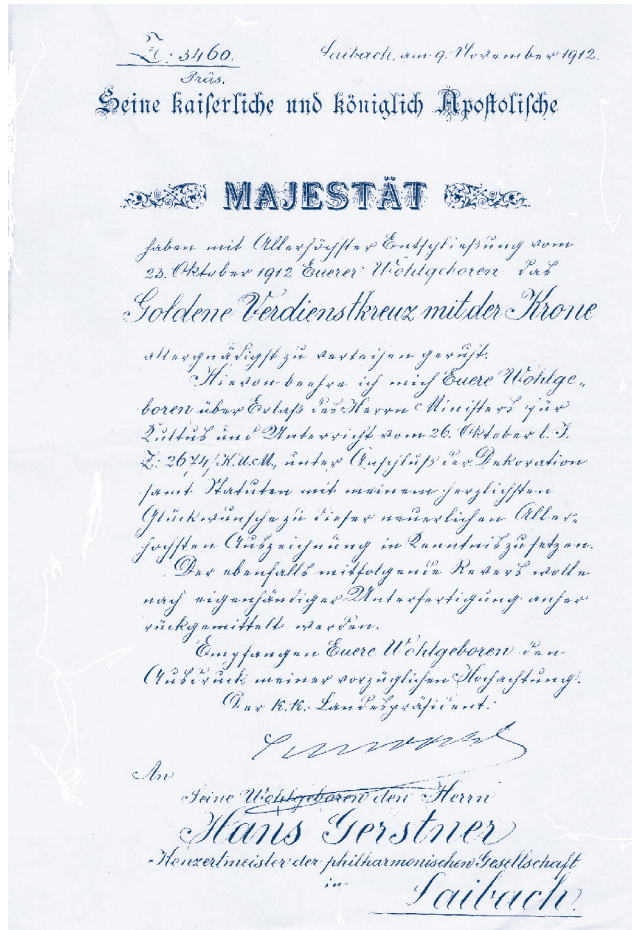 Z. 3460.
Präs.
Laibach, am 9. November 1912.
Seine kaiserliche und königlich Apostolische
MAJESTÄT
haben mit Allerhöchster Entschließung vom
23. Oktober 1912 Euerer Wohlgeboren das
Goldene Verdienstkreuz mit der Krone
allergnädigst zu verleihen geruht.
Hievon beehre ich mich Euere Wohlge-
boren über Erlaß des Herrn Ministers für
Kultus und Unterricht vom 26. Oktober l. J.
Z: 2674/K.U.M., unter Anschluß der Dekoration
samt Statuten mit meinem herzlichsten
Glückwunsche zu dieser neuerlichen Aller-
höchsten Auszeichnung in Kenntnis zu setzen.
Der ebenfalls mitfolgende Revers wolle
nach eigenhändiger Unterfertigung anher
rückgemittelt werden.
Empfangen Euere Wohlgeboren den
Ausdruck meiner vorzüglichen Hochachtung.
Der k.k. Landespräsident:
An
Seine Wohlgeboren den Herrn
Hans Gerstner
Konzertmeister der philharmonischen Gesellschaft
in
Laibach.